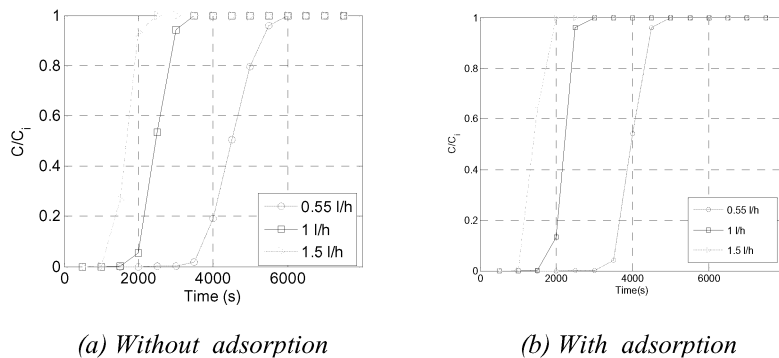 1
0.8
0.6
0.4
0.2
0
C/Ci
0 2000 4000 6000
Time (s)
0.55 l/h
1 l/h
1.5 l/h
(a) Without adsorption
1
0.8
0.6
0.4
0.2
0
C/Ci
0 2000 4000 6000
Time(s)
0.55 l/h
1 l/h
1.5 l/h
(b) With adsorption